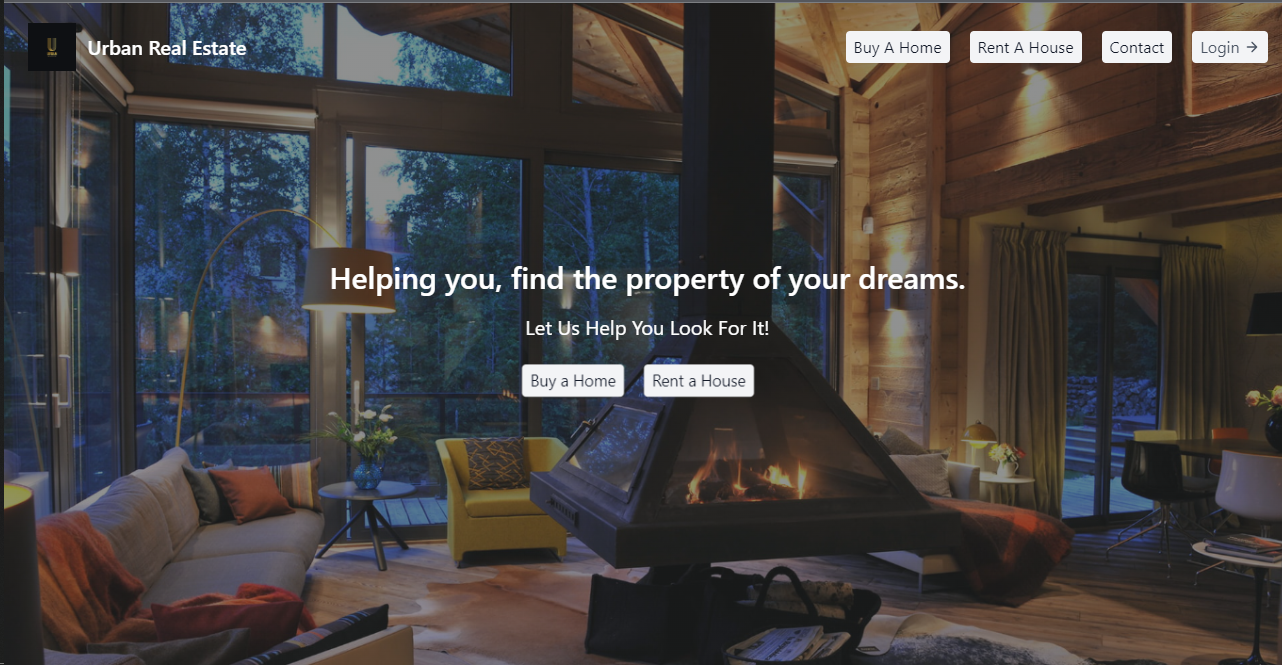 Urban Real Estate
Buy A Home
Rent A House
Contact
Login →
Helping you, find the property of your dreams.
Let Us Help You Look For It!
Buy a Home
Rent a House